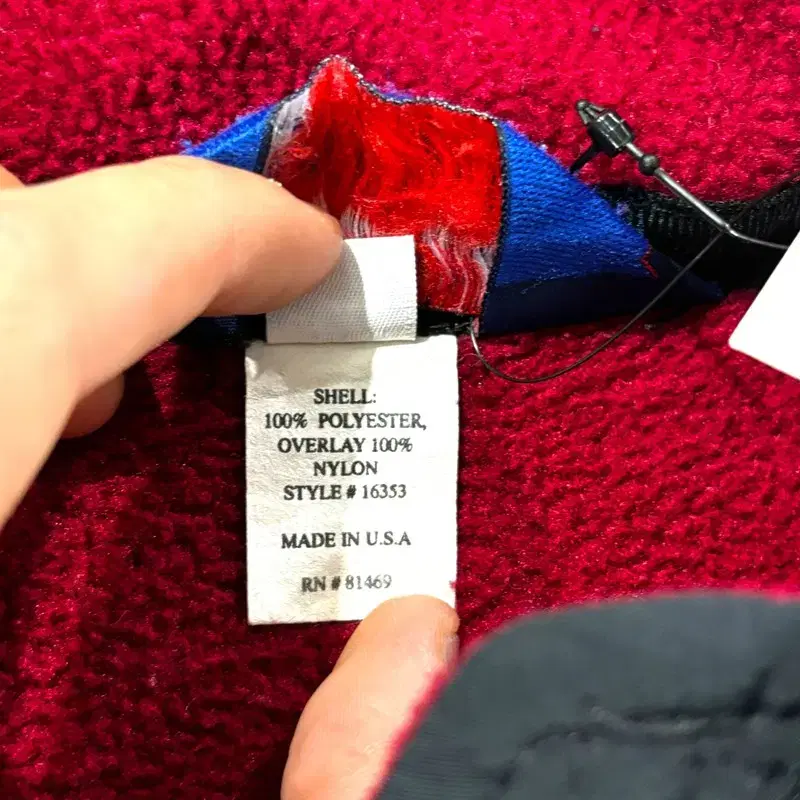 SHELL:
100% POLYESTER,
OVERLAY 100%
NYLON
STYLE # 16353
MADE IN U.S.A
RN # 81469